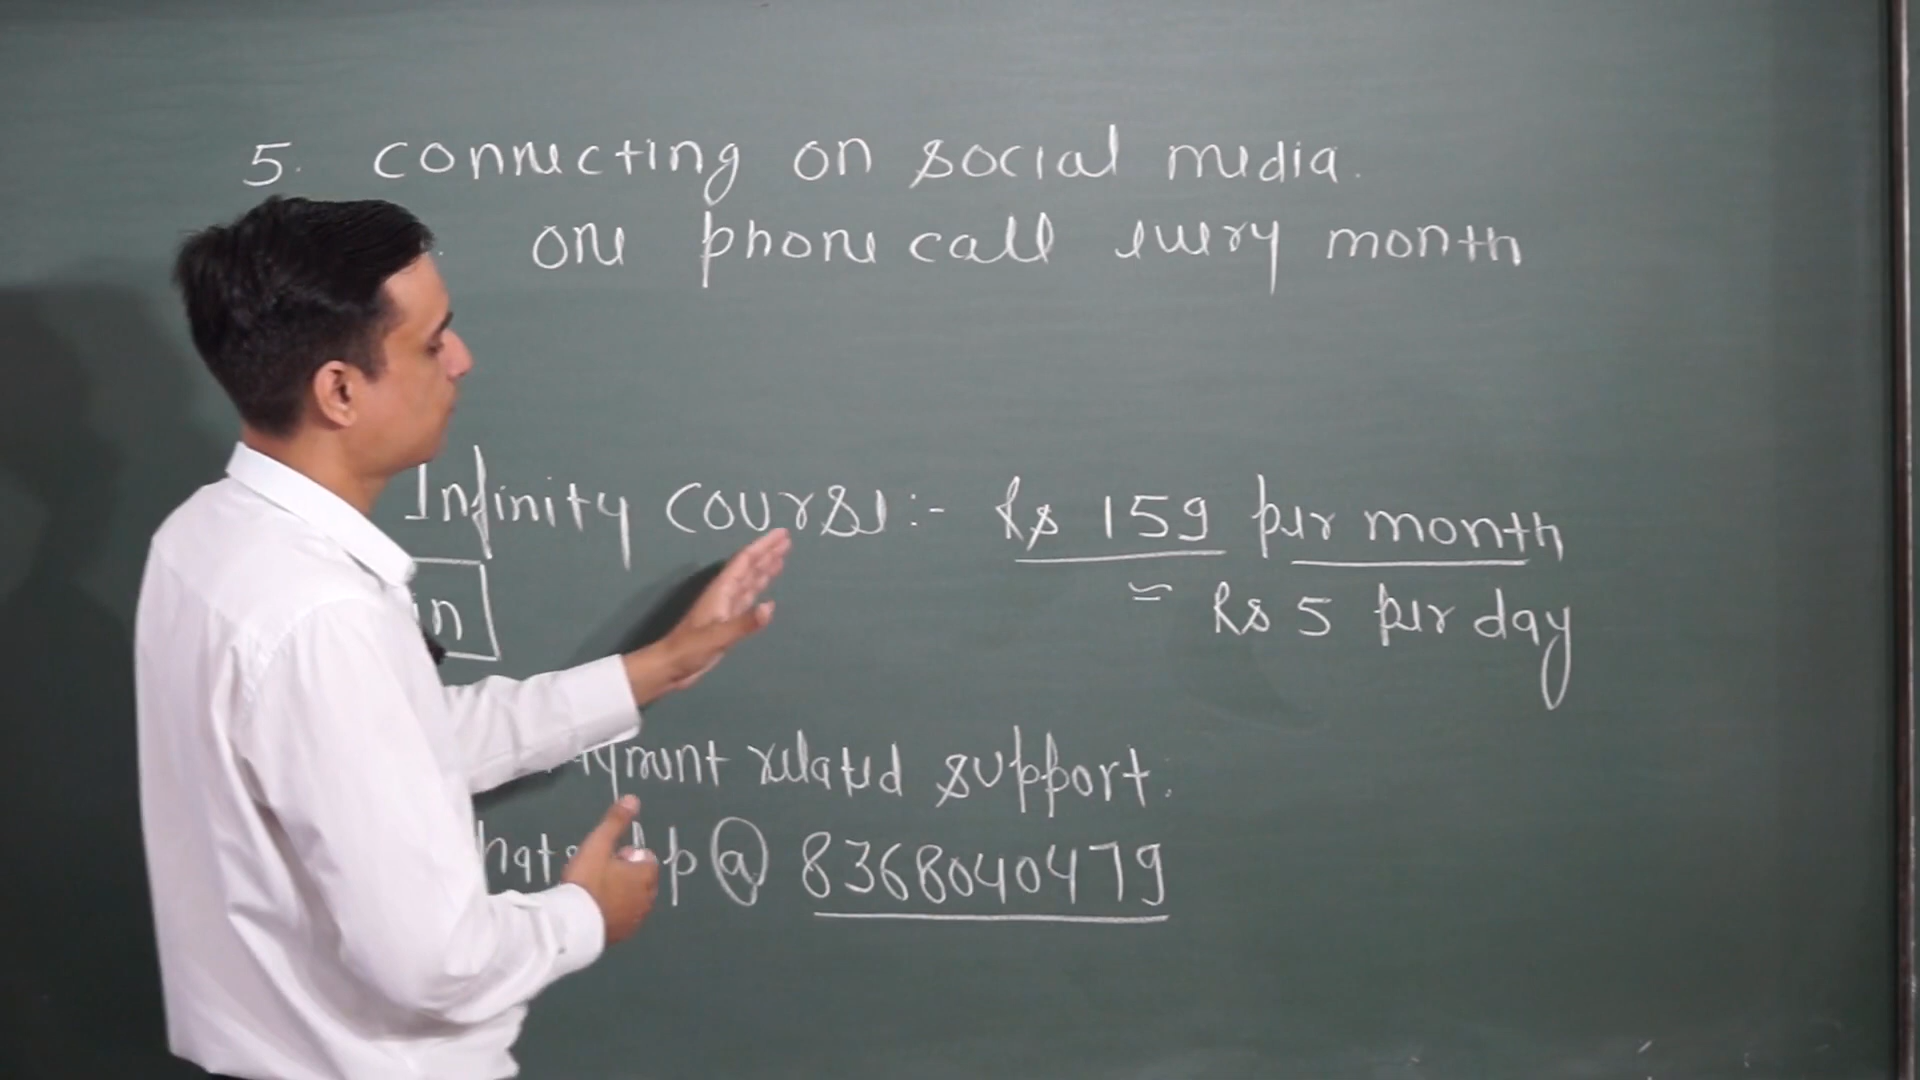 5. connecting on social media.
one phone call every month
Infinity course :- Rs 159 per month
in
≃ Rs 5 per day
related support.
@ 8368040479